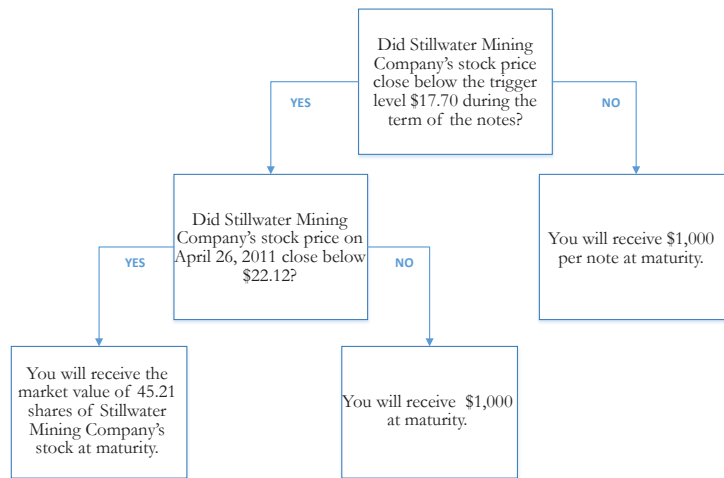 Did Stillwater Mining
Company's stock price
close below the trigger
level $17.70 during the
term of the notes?
YES
NO
Did Stillwater Mining
Company's stock price on
April 26, 2011 close below
$22.12?
You will receive $1,000
per note at maturity.
YES
NO
You will receive the
market value of 45.21
shares of Stillwater
Mining Company's
stock at maturity.
You will receive $1,000
at maturity.